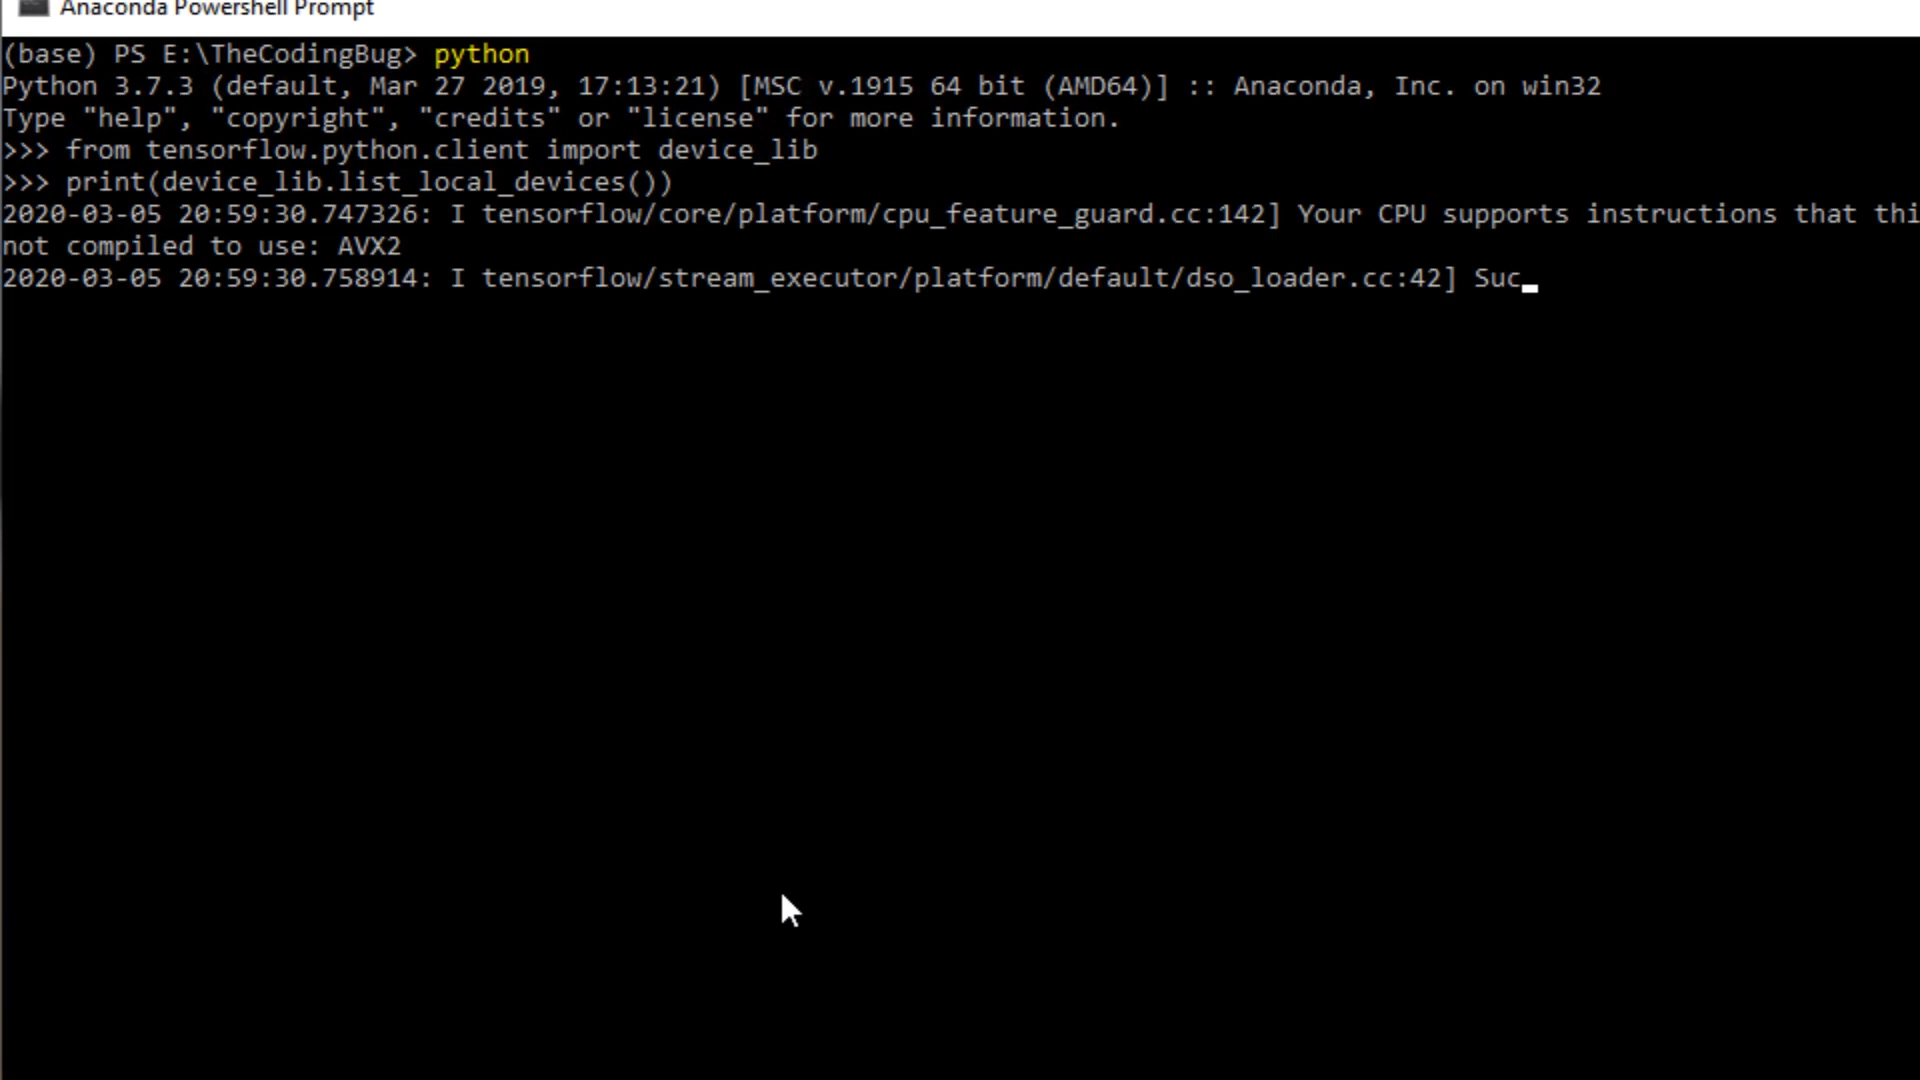 Anaconda Powershell Prompt
(base) PS E:\TheCodingBug> python
Python 3.7.3 (default, Mar 27 2019, 17:13:21) [MSC v.1915 64 bit (AMD64)] :: Anaconda, Inc. on win32
Type "help", "copyright", "credits" or "license" for more information.
>>> from tensorflow.python.client import device_lib
>>> print(device_lib.list_local_devices())
2020-03-05 20:59:30.747326: I tensorflow/core/platform/cpu_feature_guard.cc:142] Your CPU supports instructions that thi
not compiled to use: AVX2
2020-03-05 20:59:30.758914: I tensorflow/stream_executor/platform/default/dso_loader.cc:42] Suc